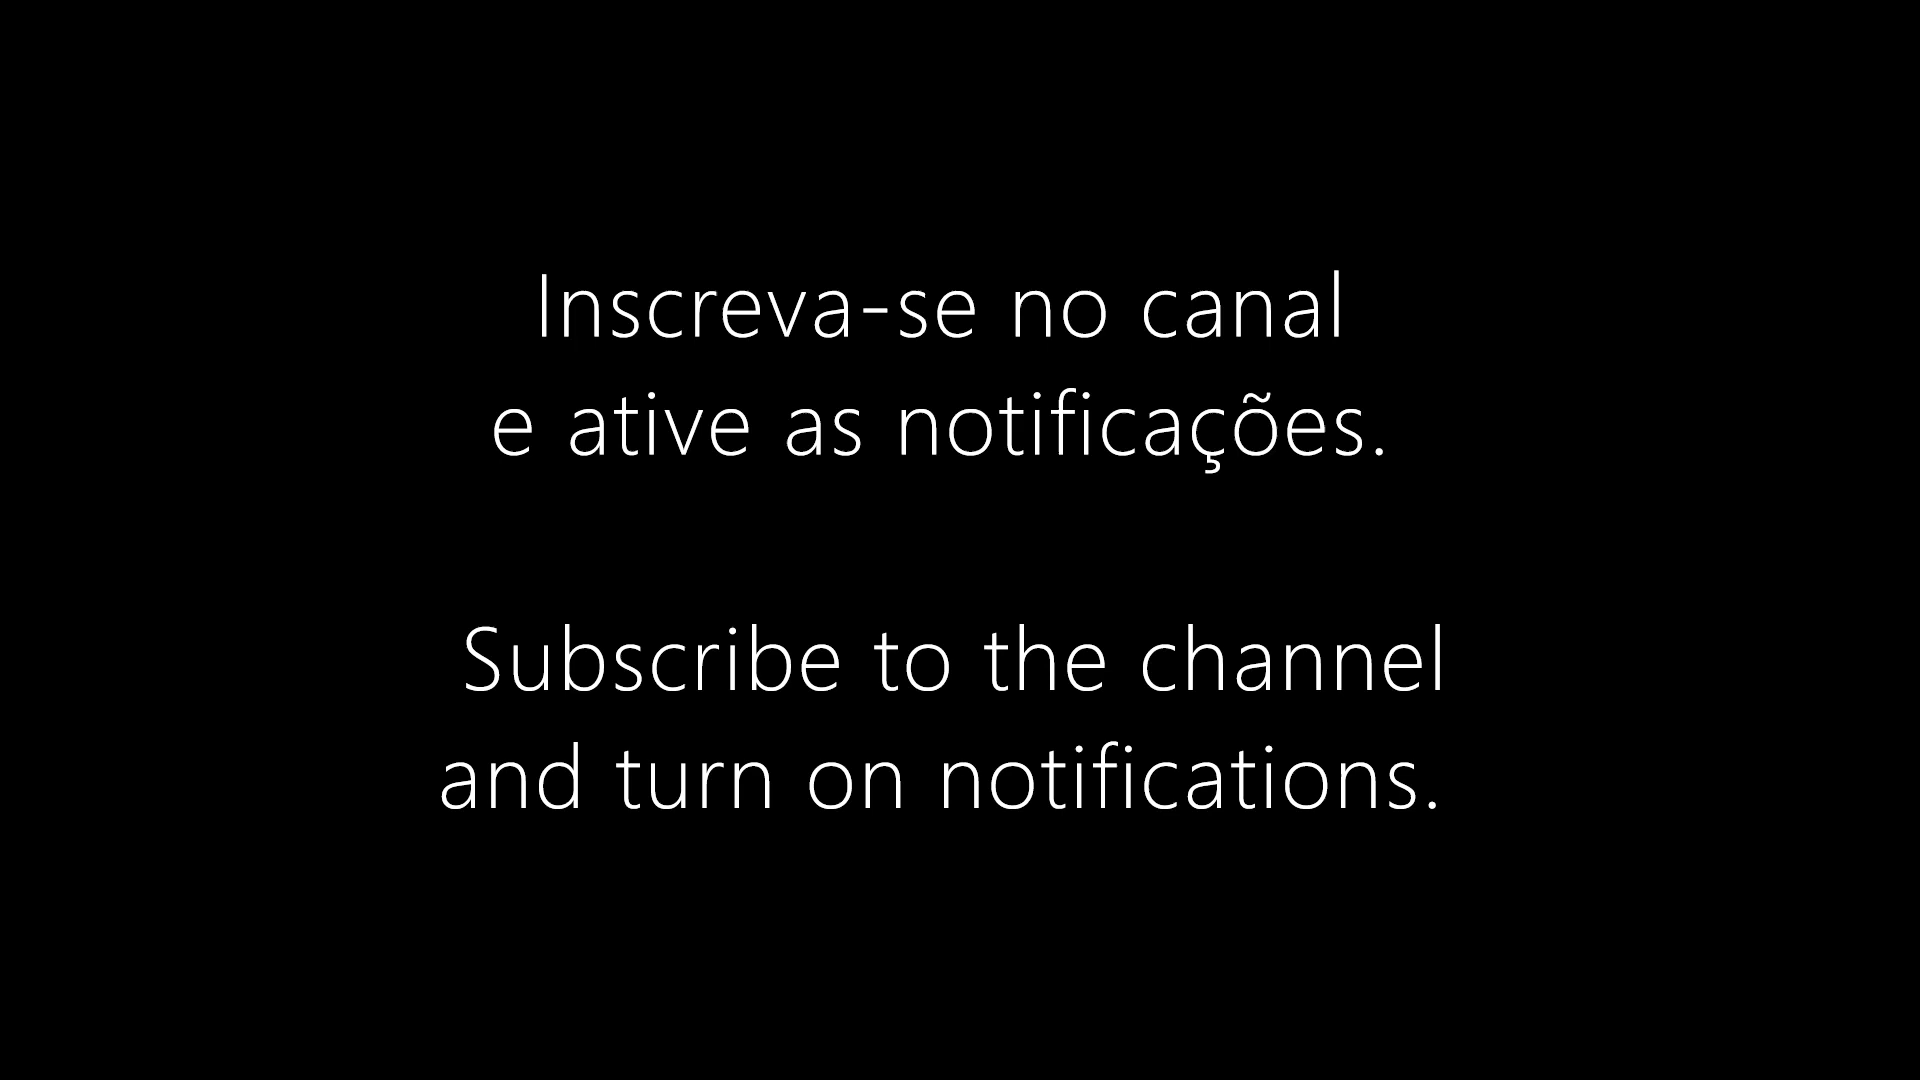 Inscreva-se no canal
e ative as notificações.
Subscribe to the channel
and turn on notifications.